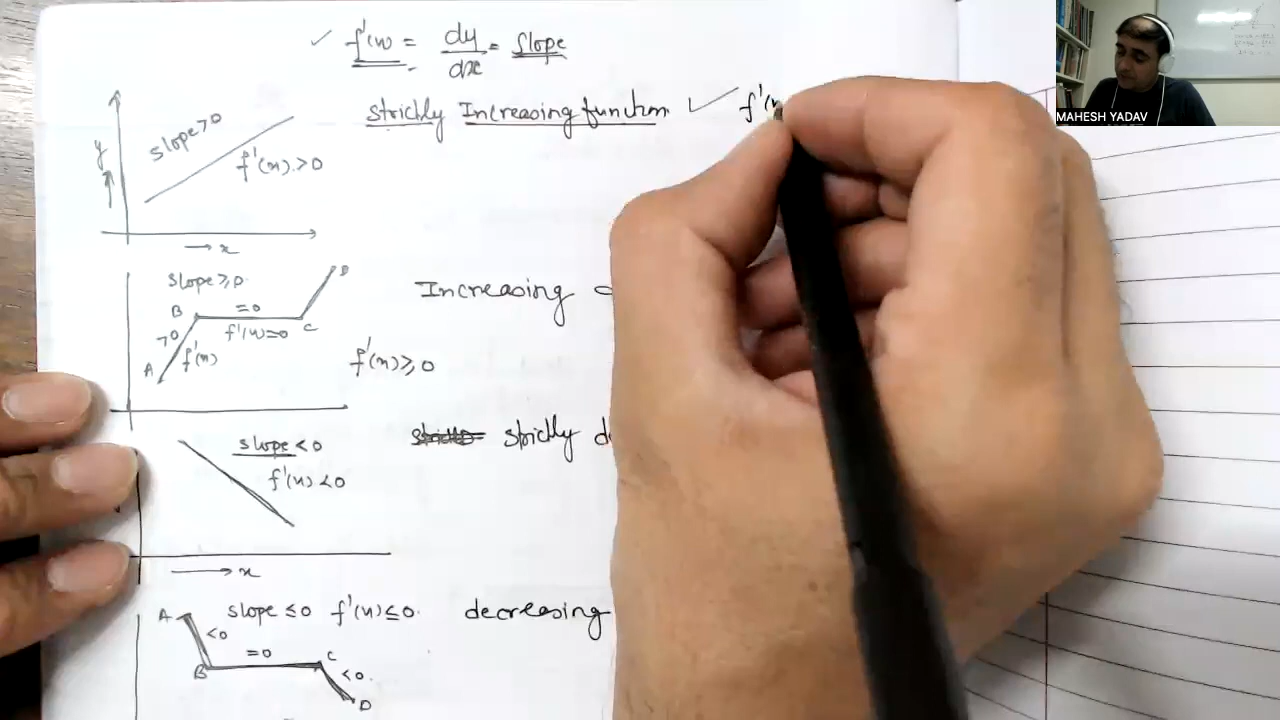 ✓ f'(x) = dy/dx = slope
strictly Increasing function ✓ f'(x
slope>0
f'(x).>0
y
→ x
slope≥0
B =0 D
f'(x)=0 C
>0
A f'(x)
Increasing
f'(x)≥0
slope<0
f'(x)<0
strictly d
→ x
A slope≤0 f'(x)≤0. decreasing
<0
=0 C
B <0.
D
MAHESH YADAV